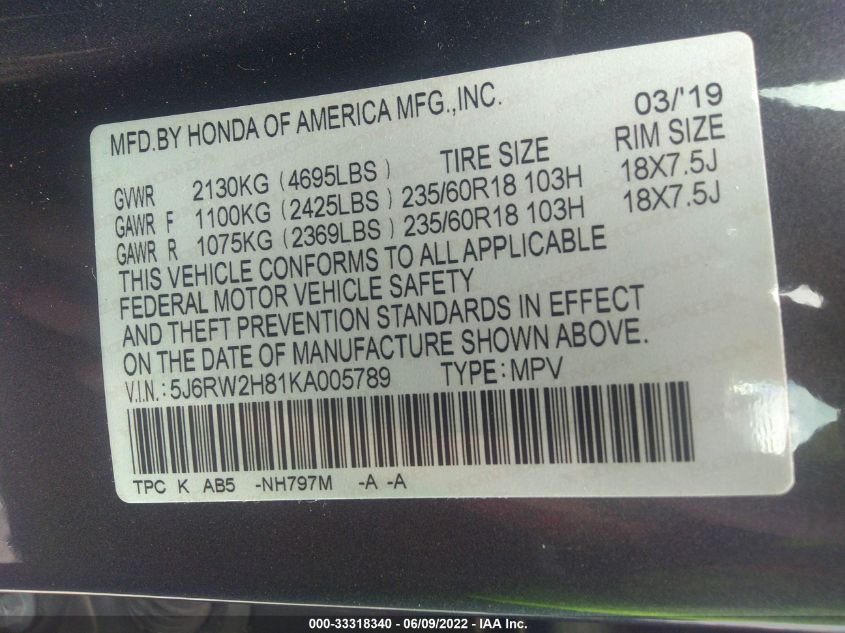 MFD.BY HONDA OF AMERICA MFG.,INC. 03/'19
TIRE SIZE RIM SIZE
GVWR 2130KG (4695LBS)
GAWR F 1100KG (2425LBS) 235/60R18 103H 18X7.5J
GAWR R 1075KG (2369LBS) 235/60R18 103H 18X7.5J
THIS VEHICLE CONFORMS TO ALL APPLICABLE
FEDERAL MOTOR VEHICLE SAFETY
AND THEFT PREVENTION STANDARDS IN EFFECT
ON THE DATE OF MANUFACTURE SHOWN ABOVE.
V.I.N.:5J6RW2H81KA005789 TYPE:MPV
TPC K AB5 -NH797M -A -A
000-33318340 - 06/09/2022 - IAA Inc.